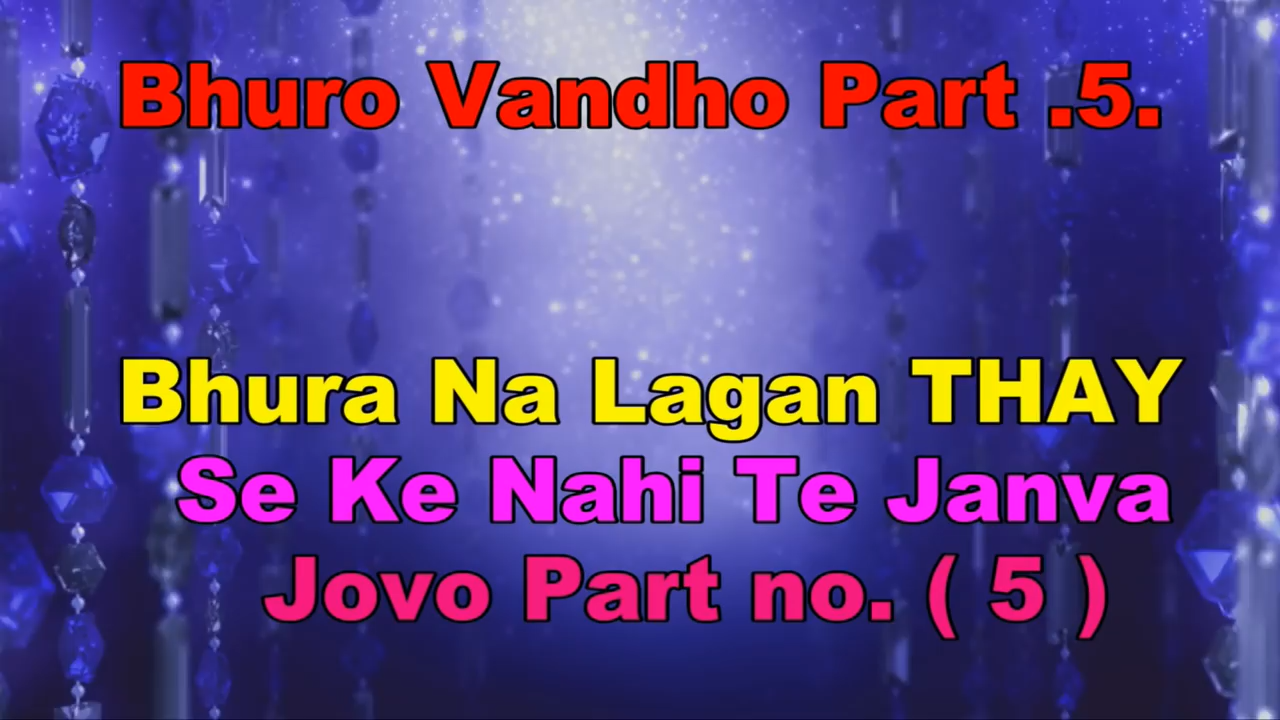 Bhuro Vandho Part .5.
Bhura Na Lagan THAY
Se Ke Nahi Te Janva
Jovo Part no. ( 5 )